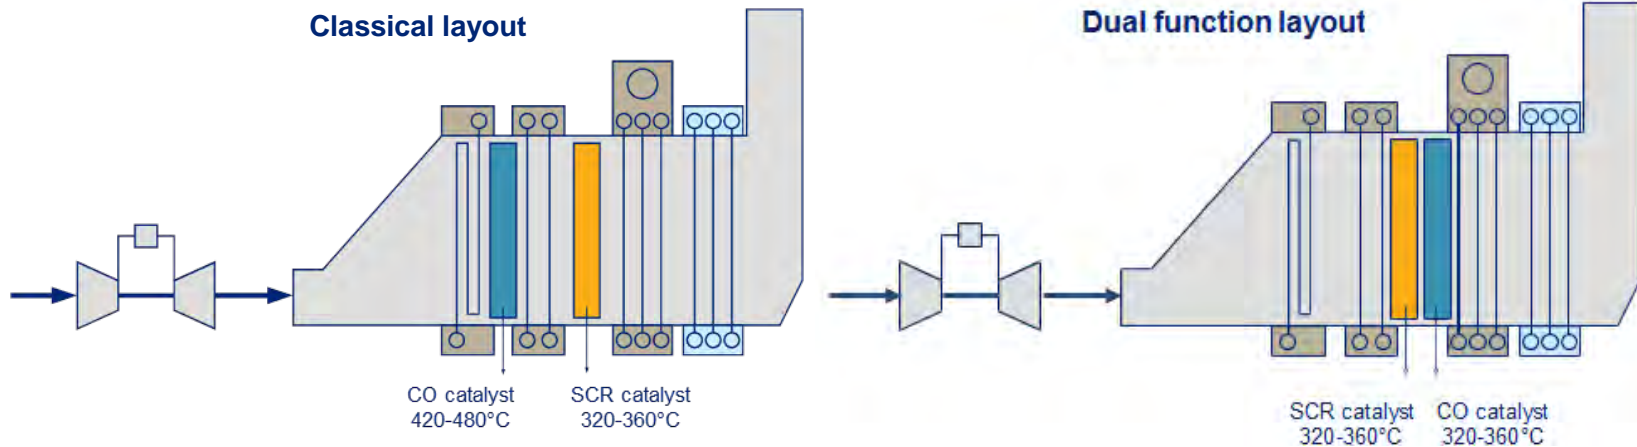 Classical layout
CO catalyst
420-480°C
SCR catalyst
320-360°C
Dual function layout
SCR catalyst
320-360°C
CO catalyst
320-360°C